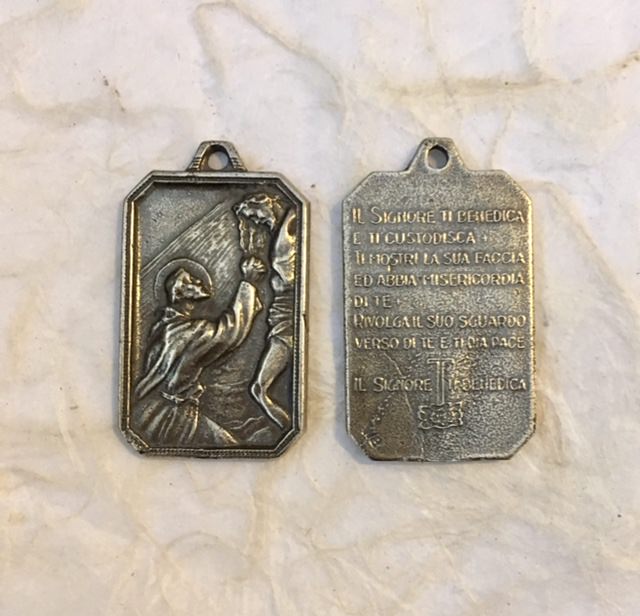 IL SIGNORE TI BENEDICA
E TI CUSTODISCA +
TI MOSTRI LA SUA FACCIA
ED ABBIA MISERICORDIA
DI TE +
RIVOLGA IL SUO SGUARDO
VERSO DI TE E TI DIA PACE
IL SIGNORE TI BENEDICA